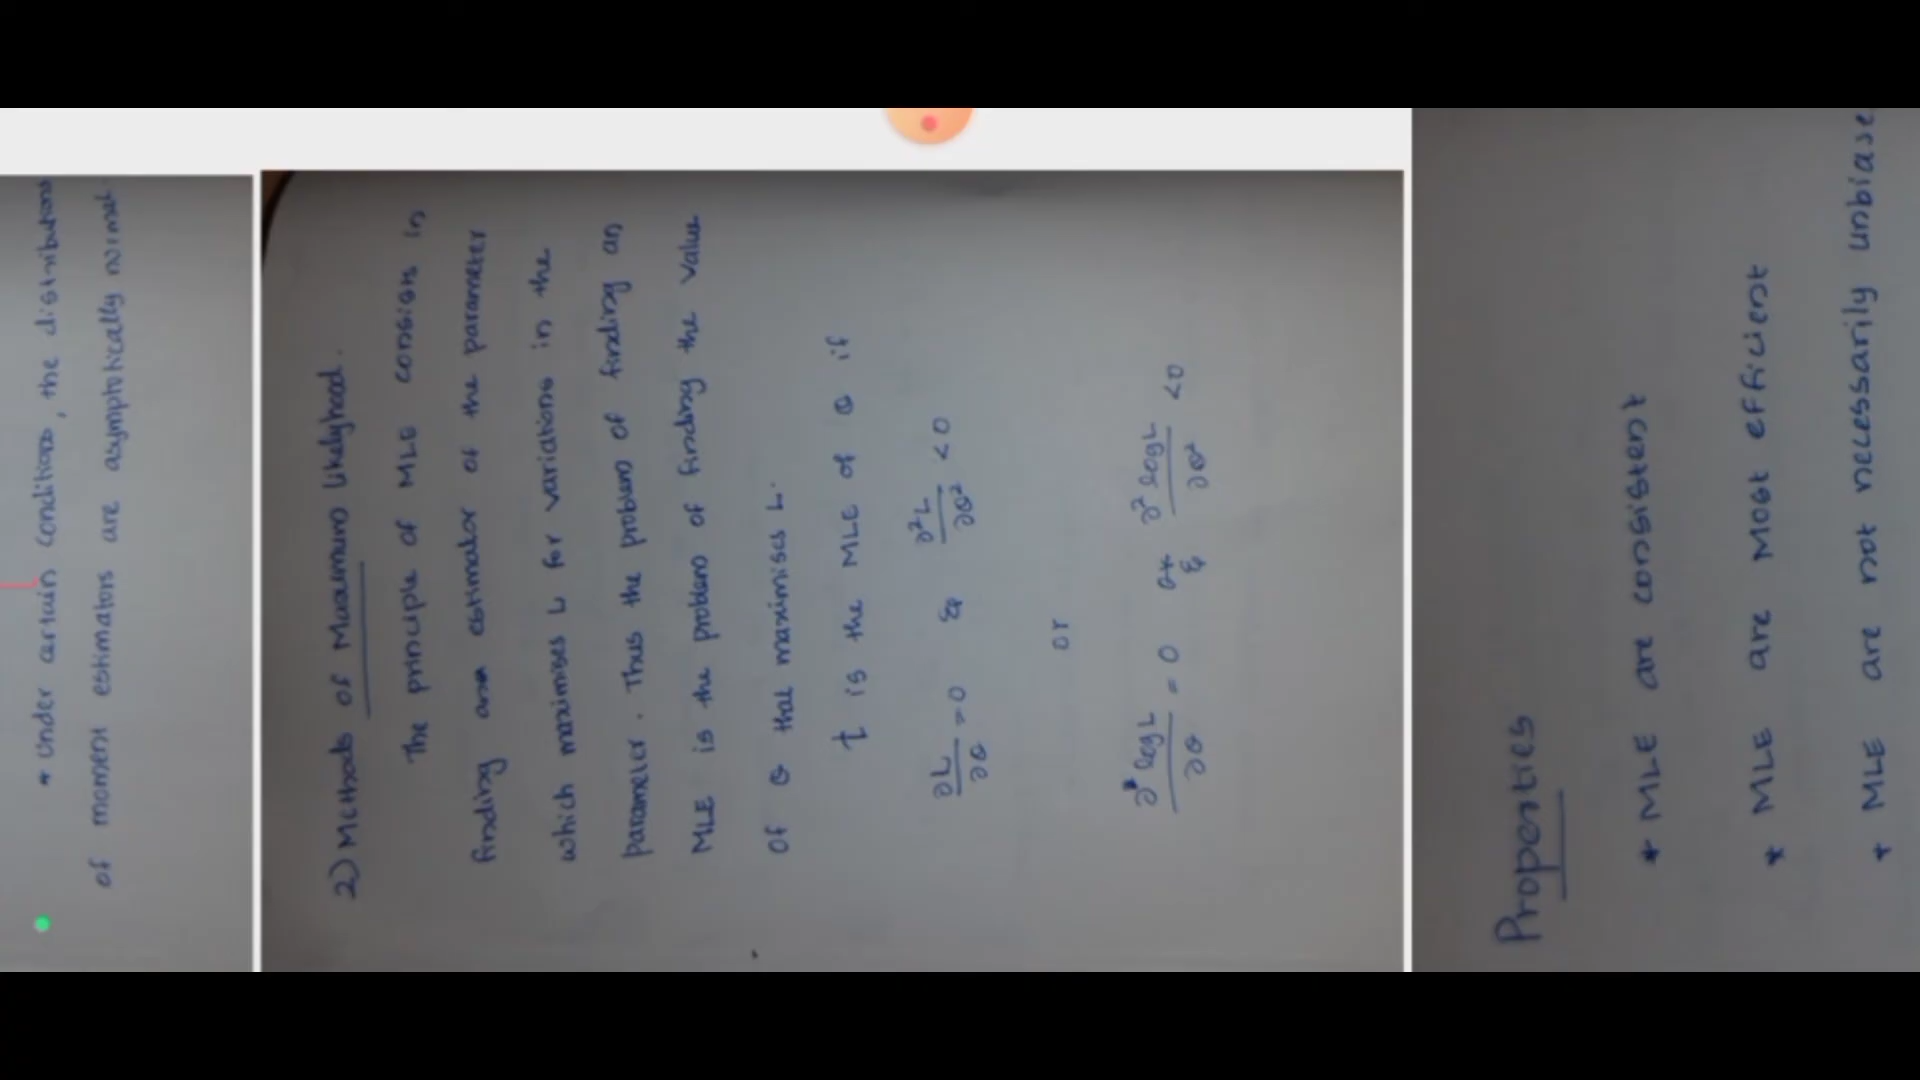 * Under certain conditions, the distributions
of moment estimators are asymptotically normal.
2) Methods of Maximum likelyhood.
The principle of MLE consists in
finding an estimator of the parameter
which maximises L for variations in the
parameter. Thus the problem of finding an
MLE is the problem of finding the value
of θ that maximises L.
t is the MLE of θ if
∂L/∂θ = 0 & ∂²L/∂θ² < 0
or
∂ log L/∂θ = 0 & ∂² log L/∂θ² < 0
Properties
* MLE are consistent
* MLE are Most efficient
* MLE are not necessarily unbiase